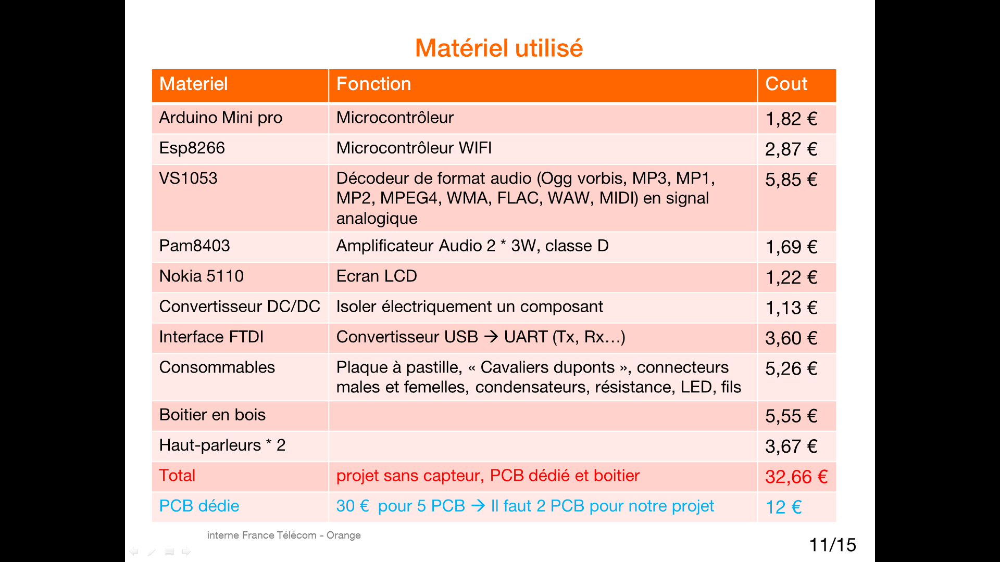 Matériel utilisé
Materiel Fonction Cout
Arduino Mini pro Microcontrôleur 1,82 €
Esp8266 Microcontrôleur WIFI 2,87 €
VS1053 Décodeur de format audio (Ogg vorbis, MP3, MP1, 5,85 €
MP2, MPEG4, WMA, FLAC, WAW, MIDI) en signal
analogique
Pam8403 Amplificateur Audio 2 * 3W, classe D 1,69 €
Nokia 5110 Ecran LCD 1,22 €
Convertisseur DC/DC Isoler électriquement un composant 1,13 €
Interface FTDI Convertisseur USB → UART (Tx, Rx…) 3,60 €
Consommables Plaque à pastille, « Cavaliers duponts », connecteurs 5,26 €
males et femelles, condensateurs, résistance, LED, fils
Boitier en bois 5,55 €
Haut-parleurs * 2 3,67 €
Total projet sans capteur, PCB dédié et boitier 32,66 €
PCB dédie 30 € pour 5 PCB → Il faut 2 PCB pour notre projet 12 €
interne France Télécom - Orange
11/15